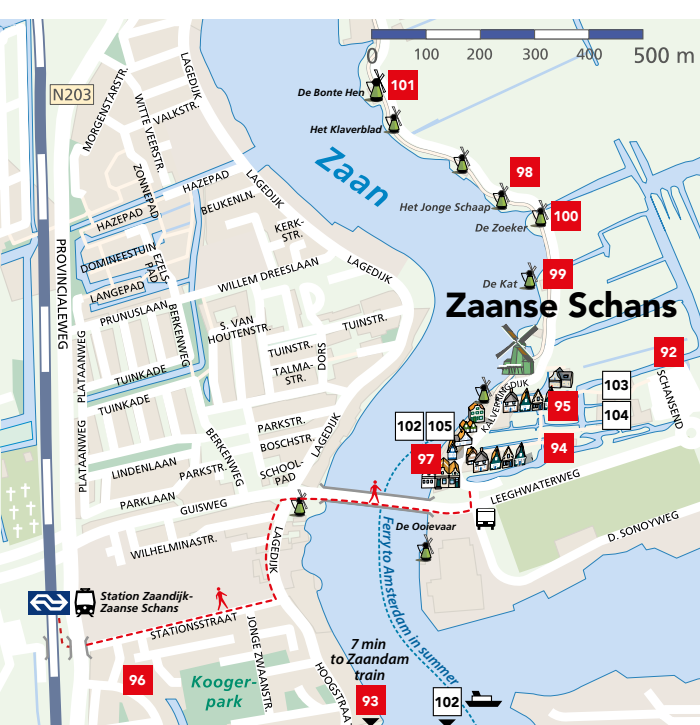 0 100 200 300 400 500 m
N203
LAGEDIJK
MORGENSTARSTR.
WITTE VEERSTR.
VALKSTR.
De Bonte Hen
101
Het Klaverblad
Zaan
98
Het Jonge Schaap
100
De Zoeker
ZONNEPAD
HAZEPAD
HAZEPAD
BEUKENLN.
LAGEDIJK
KERK-
STR.
DOMINEESTUIN
EZELS
PAD
LANGEPAD
PRUNUSLAAN
WILLEM DREESLAAN
LAGEDIJK
PROVINCIALEWEG
De Kat
99
Zaanse Schans
S. VAN
HOUTENSTR.
TUINSTR.
BERKENWEG
TUINSTR.
DORS
TALMA-
STR.
PLATAANWEG
TUINKADE
TUINKADE
92
SCHANSEND
103
104
95
KALVERRINGDIJK
102
105
97
94
PLATAANWEG
PARKSTR.
BOSCHSTR.
LAGEDIJK
BERKENWEG
LINDENLAAN
PARKSTR.
SCHOOL-
PAD
PARKLAAN
GUISWEG
LEEGHWATERWEG
D. SONOYWEG
De Ooievaar
WILHELMINASTR.
LAGEDIJK
Ferry to Amsterdam in summer
Station Zaandijk-
Zaanse Schans
STATIONSSTRAAT
JONGE ZWAANSTR.
HOOGSTRAAT
7 min
to Zaandam
train
93
102
96
Kooger-
park